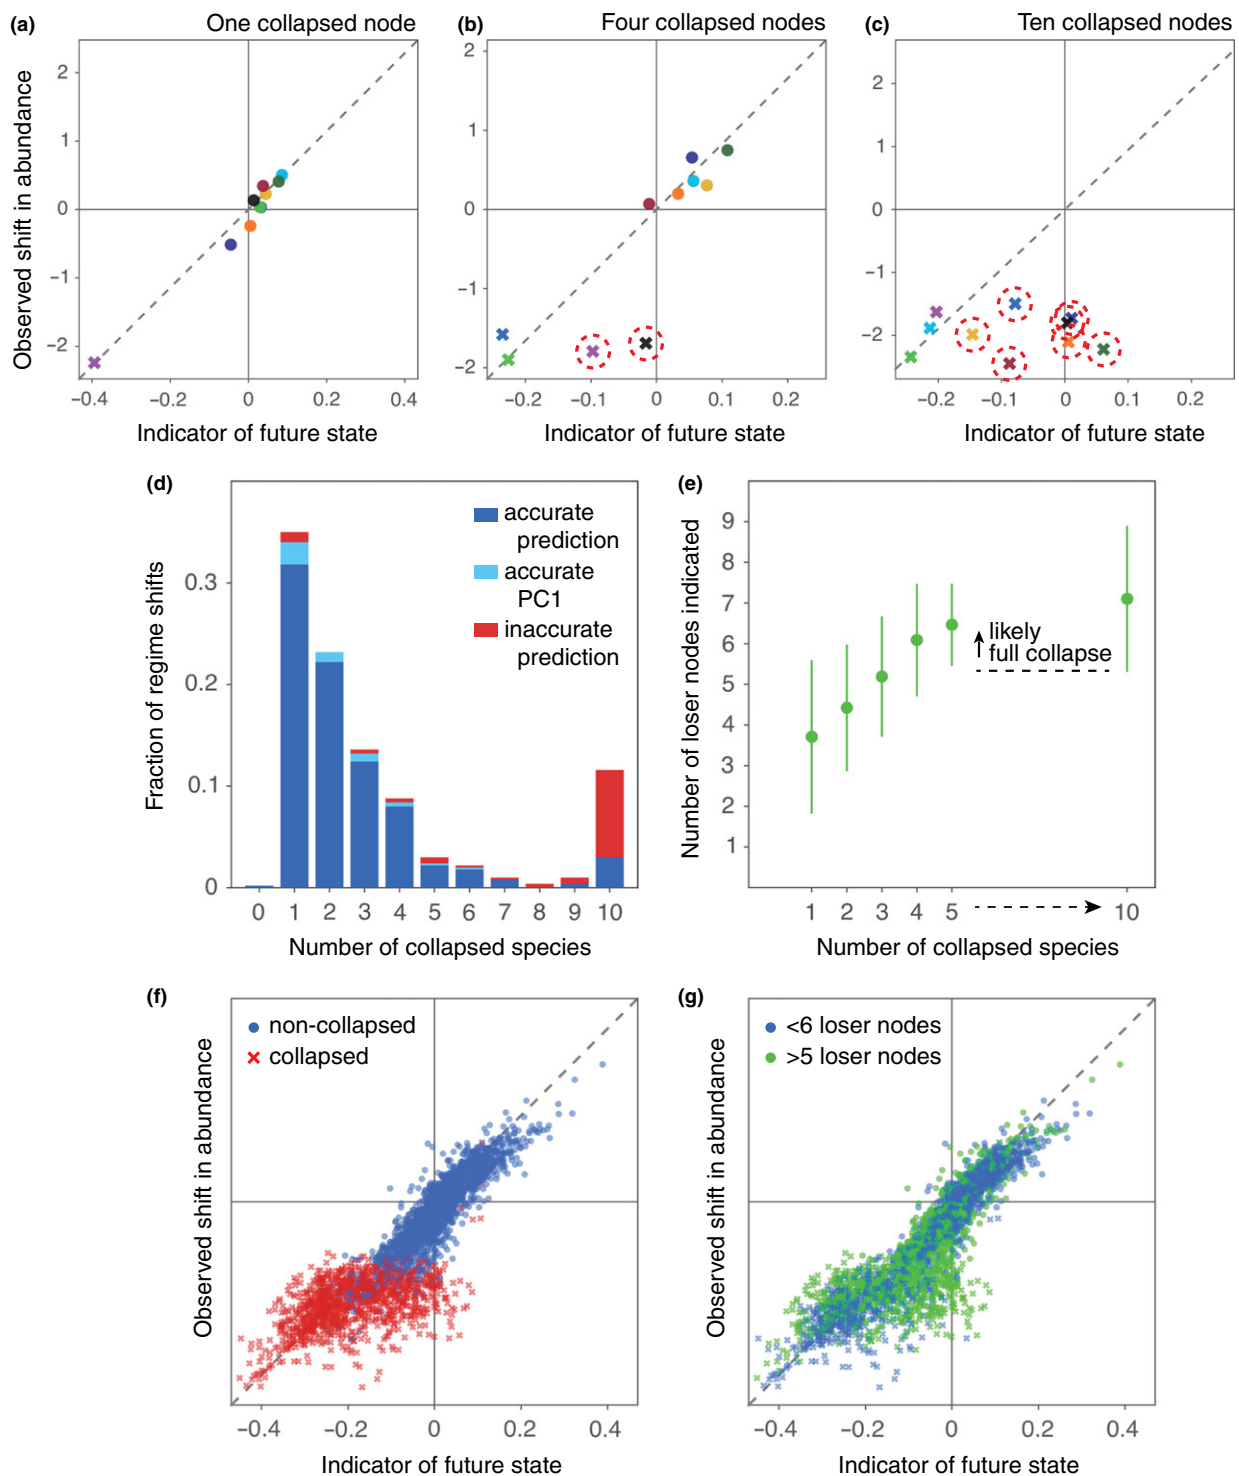 (a) One collapsed node
(b) Four collapsed nodes
(c) Ten collapsed nodes
Observed shift in abundance
2
1
0
−1
−2
−0.4 −0.2 0 0.2 0.4
Indicator of future state
2
1
0
−1
−2
−0.2 −0.1 0 0.1 0.2
Indicator of future state
2
1
0
−1
−2
−0.2 −0.1 0 0.1 0.2
Indicator of future state
(d)
Fraction of regime shifts
0.3
0.2
0.1
0
accurate
prediction
accurate
PC1
inaccurate
prediction
0 1 2 3 4 5 6 7 8 9 10
Number of collapsed species
(e)
Number of loser nodes indicated
9
8
7
6
5
4
3
2
1
likely
full collapse
1 2 3 4 5 10
Number of collapsed species
(f)
Observed shift in abundance
non-collapsed
collapsed
−0.4 −0.2 0 0.2 0.4
Indicator of future state
(g)
Observed shift in abundance
<6 loser nodes
>5 loser nodes
−0.4 −0.2 0 0.2 0.4
Indicator of future state